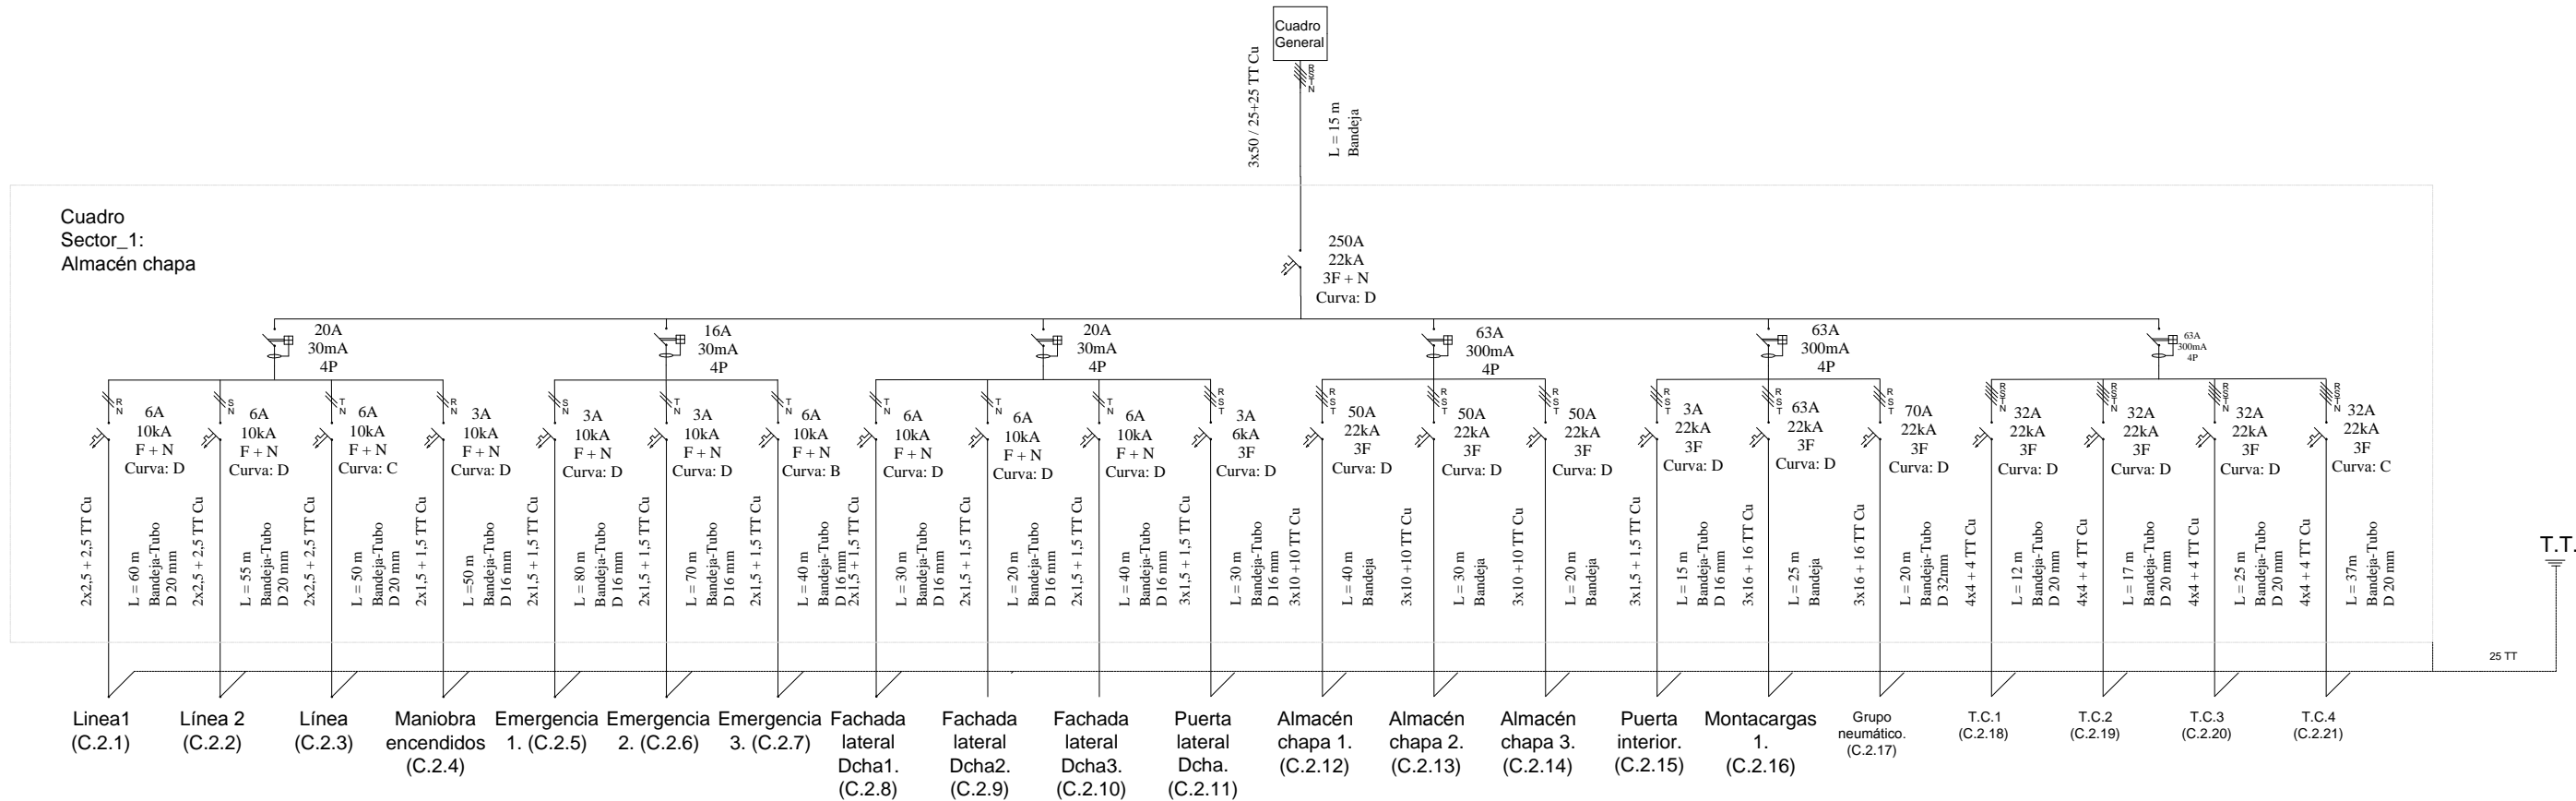 Cuadro
General
R
S
T
N
3x50 / 25+25 TT Cu
L = 15 m
Bandeja
Cuadro
Sector_1:
Almacén chapa
250A
22kA
3F + N
Curva: D
20A
30mA
4P
16A
30mA
4P
20A
30mA
4P
63A
300mA
4P
63A
300mA
4P
63A
300mA
4P
R
N
6A
10kA
F + N
Curva: D
2x2,5 + 2,5 TT Cu
L = 60 m
Bandeja-Tubo
D 20 mm
S
N
6A
10kA
F + N
Curva: D
2x2,5 + 2,5 TT Cu
L = 55 m
Bandeja-Tubo
D 20 mm
T
N
6A
10kA
F + N
Curva: C
2x2,5 + 2,5 TT Cu
L = 50 m
Bandeja-Tubo
D 20 mm
R
N
3A
10kA
F + N
Curva: D
2x1,5 + 1,5 TT Cu
L =50 m
Bandeja-Tubo
D 16 mm
S
N
3A
10kA
F + N
Curva: D
2x1,5 + 1,5 TT Cu
L = 80 m
Bandeja-Tubo
D 16 mm
T
N
3A
10kA
F + N
Curva: D
2x1,5 + 1,5 TT Cu
L = 70 m
Bandeja-Tubo
D 16 mm
T
N
6A
10kA
F + N
Curva: B
2x1,5 + 1,5 TT Cu
L = 40 m
Bandeja-Tubo
D 16 mm
T
N
6A
10kA
F + N
Curva: D
2x1,5 + 1,5 TT Cu
L = 30 m
Bandeja-Tubo
D 16 mm
T
N
6A
10kA
F + N
Curva: D
2x1,5 + 1,5 TT Cu
L = 20 m
Bandeja-Tubo
D 16 mm
T
N
6A
10kA
F + N
Curva: D
2x1,5 + 1,5 TT Cu
L = 40 m
Bandeja-Tubo
D 16 mm
R
S
T
3A
6kA
3F
Curva: D
3x1,5 + 1,5 TT Cu
L = 30 m
Bandeja-Tubo
D 16 mm
R
S
T
50A
22kA
3F
Curva: D
3x10 +10 TT Cu
L = 40 m
Bandeja
R
S
T
50A
22kA
3F
Curva: D
3x10 +10 TT Cu
L = 30 m
Bandeja
R
S
T
50A
22kA
3F
Curva: D
3x10 +10 TT Cu
L = 20 m
Bandeja
R
S
T
3A
22kA
3F
Curva: D
3x1,5 + 1,5 TT Cu
L = 15 m
Bandeja-Tubo
D 16 mm
R
S
T
63A
22kA
3F
Curva: D
3x16 + 16 TT Cu
L = 25 m
Bandeja
R
S
T
70A
22kA
3F
Curva: D
3x16 + 16 TT Cu
L = 20 m
Bandeja-Tubo
D 32mm
R
S
T
N
32A
22kA
3F
Curva: D
4x4 + 4 TT Cu
L = 12 m
Bandeja-Tubo
D 20 mm
R
S
T
N
32A
22kA
3F
Curva: D
4x4 + 4 TT Cu
L = 17 m
Bandeja-Tubo
D 20 mm
R
S
T
N
32A
22kA
3F
Curva: D
4x4 + 4 TT Cu
L = 25 m
Bandeja-Tubo
D 20 mm
R
S
T
N
32A
22kA
3F
Curva: C
4x4 + 4 TT Cu
L = 37m
Bandeja-Tubo
D 20 mm
T.T.
25 TT
Linea1
(C.2.1)
Línea 2
(C.2.2)
Línea
(C.2.3)
Maniobra
encendidos
(C.2.4)
Emergencia
1. (C.2.5)
Emergencia
2. (C.2.6)
Emergencia
3. (C.2.7)
Fachada
lateral
Dcha1.
(C.2.8)
Fachada
lateral
Dcha2.
(C.2.9)
Fachada
lateral
Dcha3.
(C.2.10)
Puerta
lateral
Dcha.
(C.2.11)
Almacén
chapa 1.
(C.2.12)
Almacén
chapa 2.
(C.2.13)
Almacén
chapa 3.
(C.2.14)
Puerta
interior.
(C.2.15)
Montacargas
1.
(C.2.16)
Grupo
neumático.
(C.2.17)
T.C.1
(C.2.18)
T.C.2
(C.2.19)
T.C.3
(C.2.20)
T.C.4
(C.2.21)